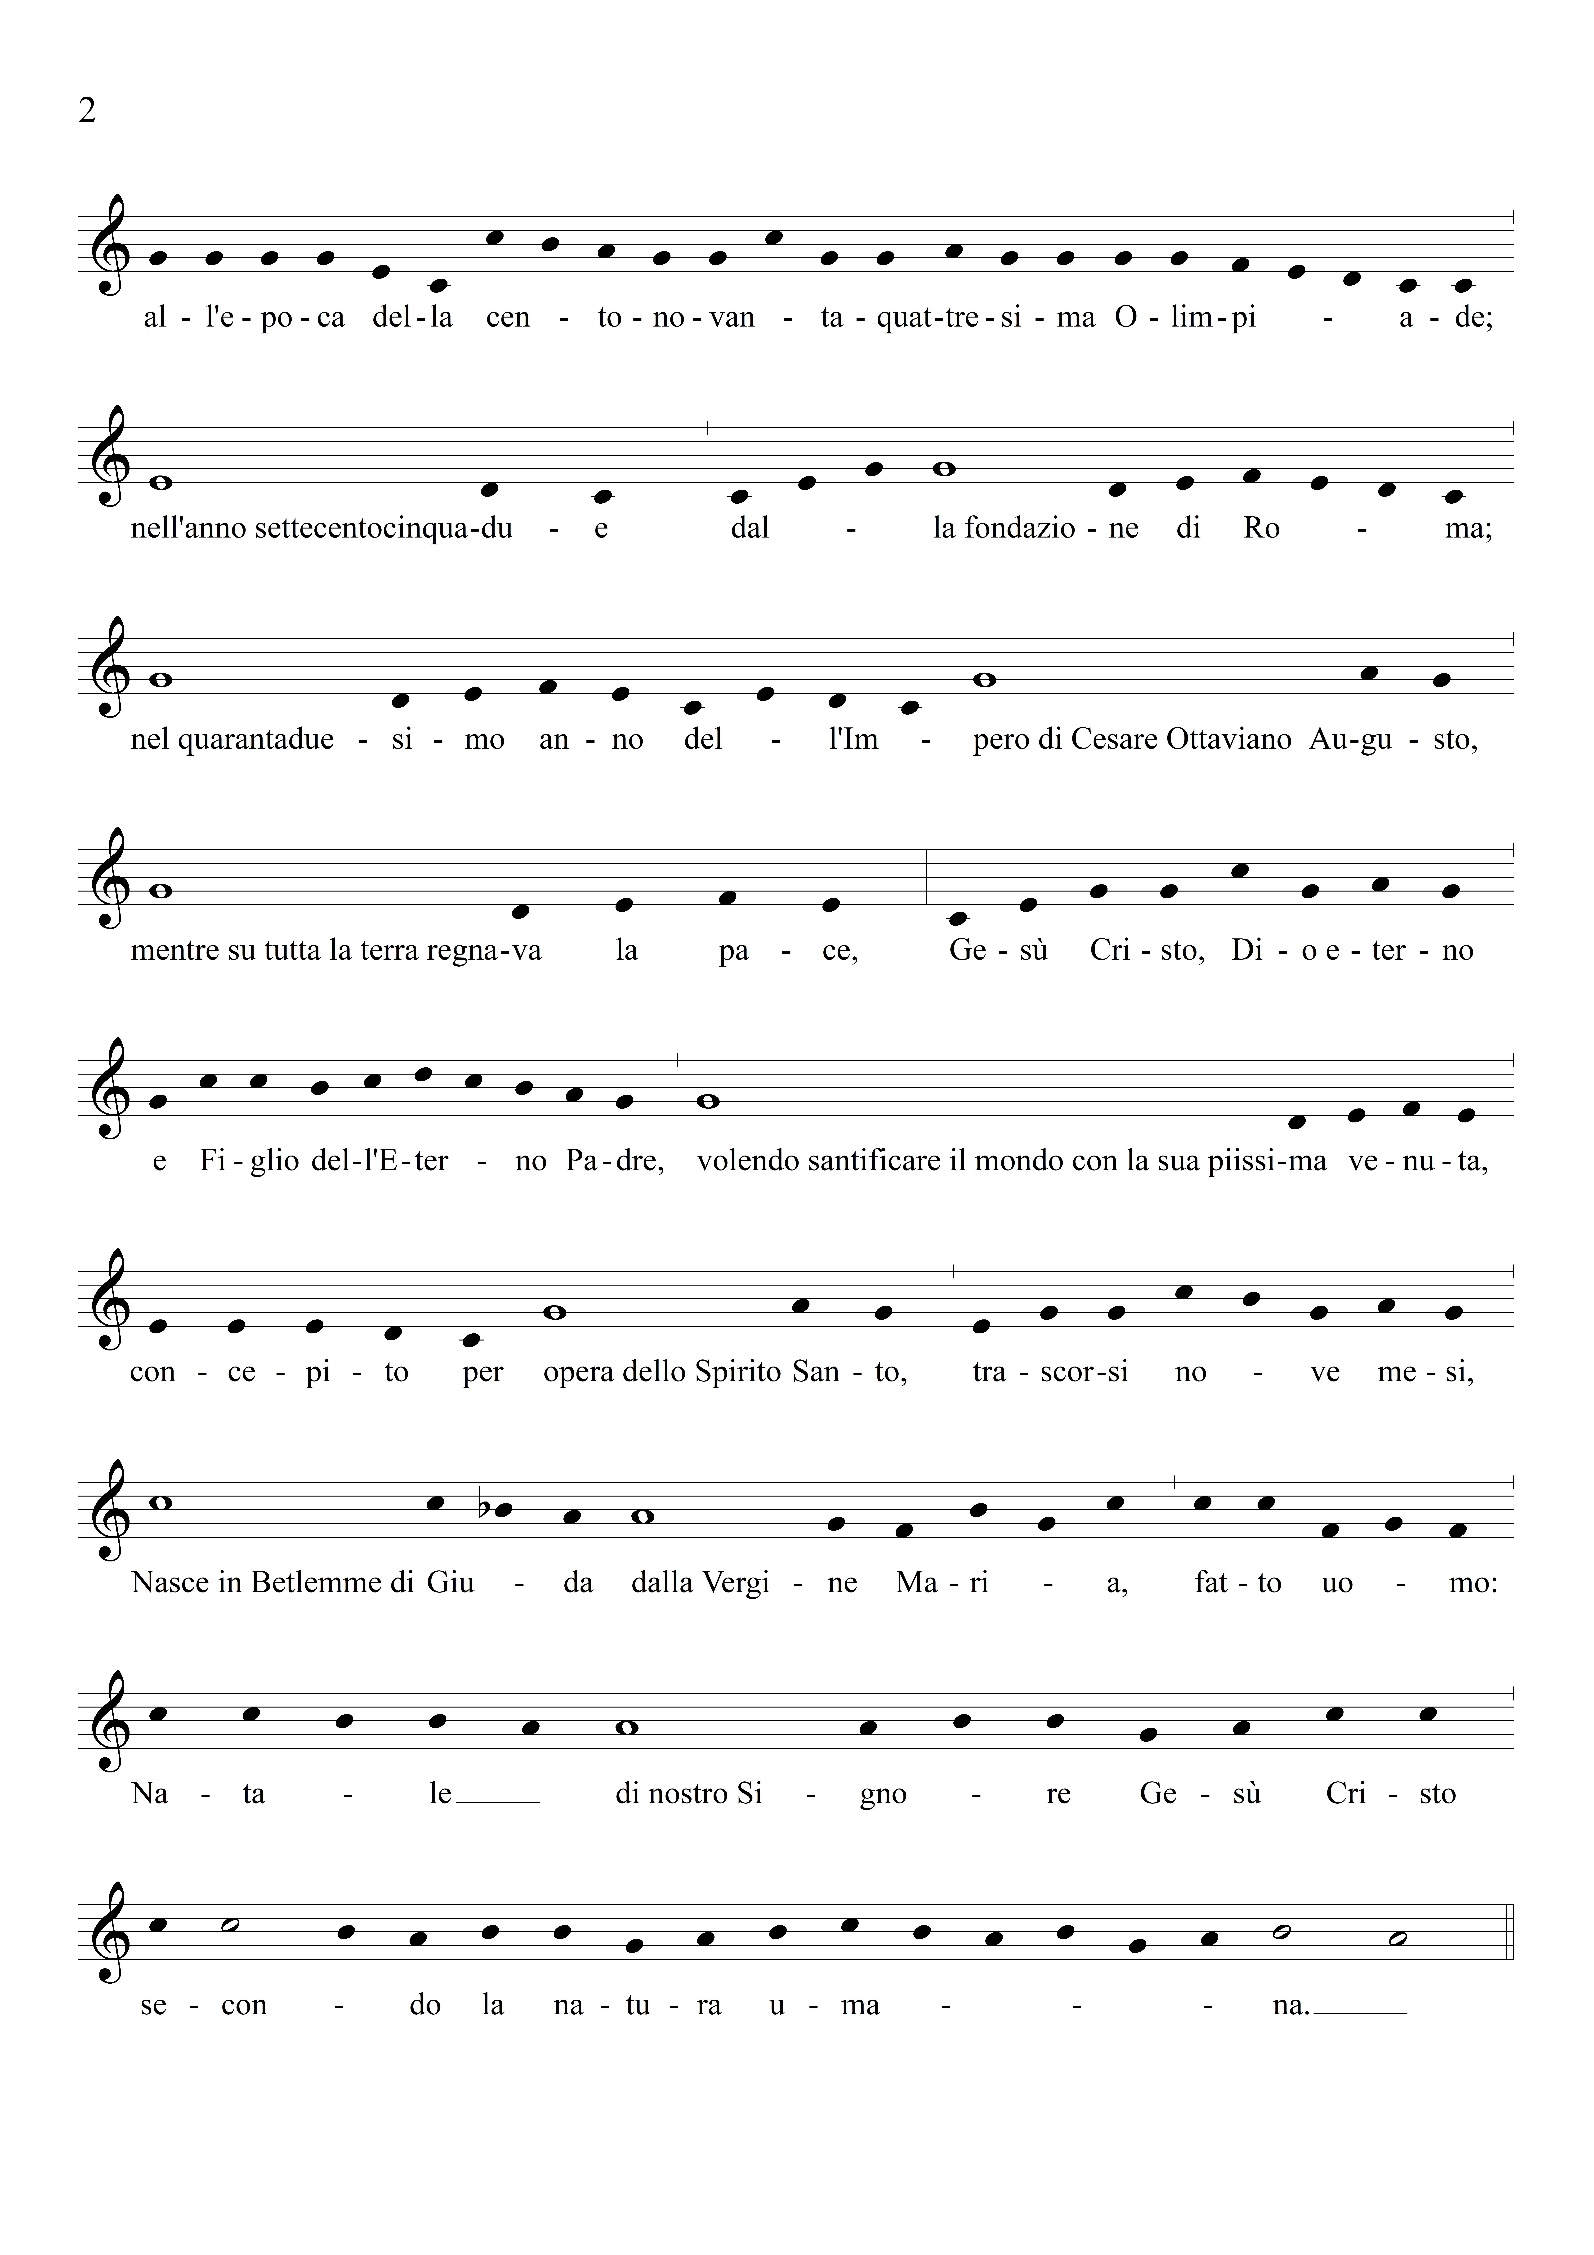 2
al - l'e - po - ca del - la cen - to - no - van - ta - quat - tre - si - ma O - lim - pi - a - de;
nell'anno settecentocinqua - du - e dal - la fondazio - ne di Ro - ma;
nel quarantadue - si - mo an - no del - l'Im - pero di Cesare Ottaviano Au - gu - sto,
mentre su tutta la terra regna - va la pa - ce, Ge - sù Cri - sto, Di - o e - ter - no
e Fi - glio del - l'E - ter - no Pa - dre, volendo santificare il mondo con la sua piissi - ma ve - nu - ta,
con - ce - pi - to per opera dello Spirito San - to, tra - scor - si no - ve me - si,
Nasce in Betlemme di Giu - da dalla Vergi - ne Ma - ri - a, fat - to uo - mo:
Na - ta - le di nostro Si - gno - re Ge - sù Cri - sto
se - con - do la na - tu - ra u - ma - - - na.